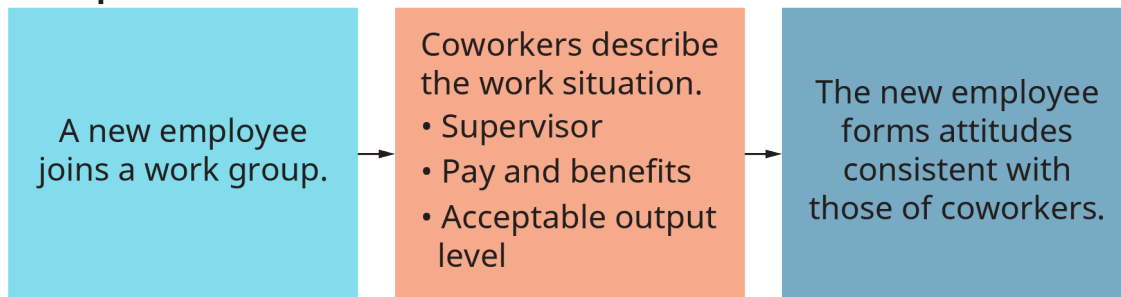 A new employee
joins a work group.
Coworkers describe
the work situation.
• Supervisor
• Pay and benefits
• Acceptable output
level
The new employee
forms attitudes
consistent with
those of coworkers.